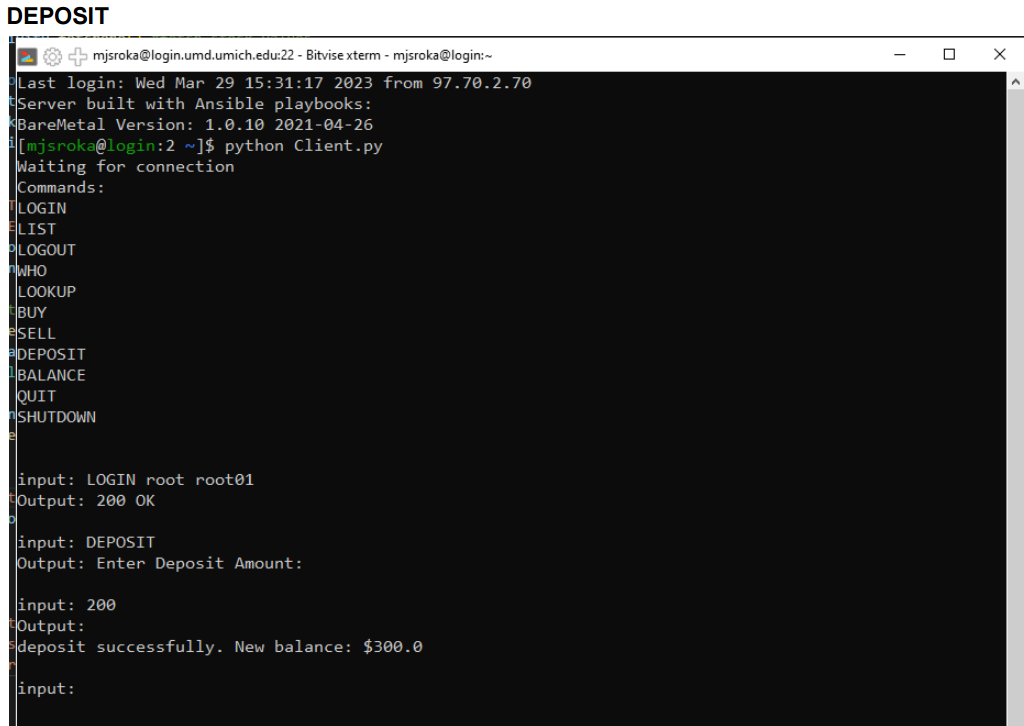 DEPOSIT
mjsroka@login.umd.umich.edu:22 - Bitvise xterm - mjsroka@login:~
Last login: Wed Mar 29 15:31:17 2023 from 97.70.2.70
Server built with Ansible playbooks:
BareMetal Version: 1.0.10 2021-04-26
[mjsroka@login:2 ~]$ python Client.py
Waiting for connection
Commands:
LOGIN
LIST
LOGOUT
WHO
LOOKUP
BUY
SELL
DEPOSIT
BALANCE
QUIT
SHUTDOWN
input: LOGIN root root01
Output: 200 OK
input: DEPOSIT
Output: Enter Deposit Amount:
input: 200
Output:
deposit successfully. New balance: $300.0
input: